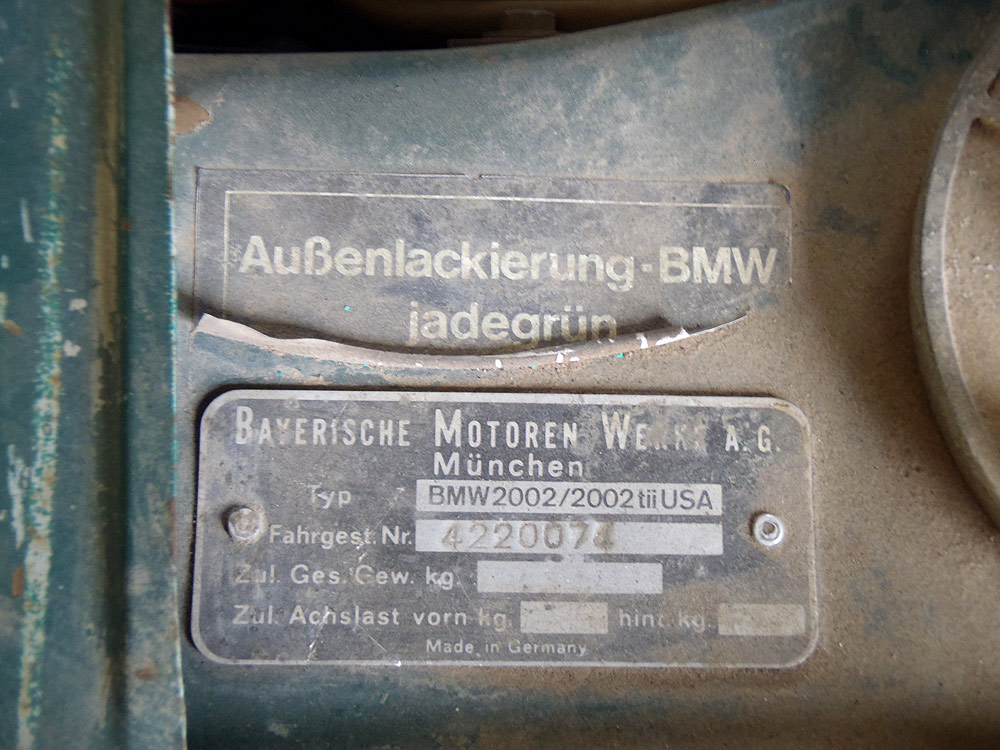 Außenlackierung-BMW
jadegrün
BAYERISCHE MOTOREN WERKE A.G.
München
Typ BMW2002/2002tiiUSA
Fahrgest.Nr. 4220074
Zul. Ges. Gew. kg.
Zul. Achslast vorn kg. hint kg.
Made in Germany